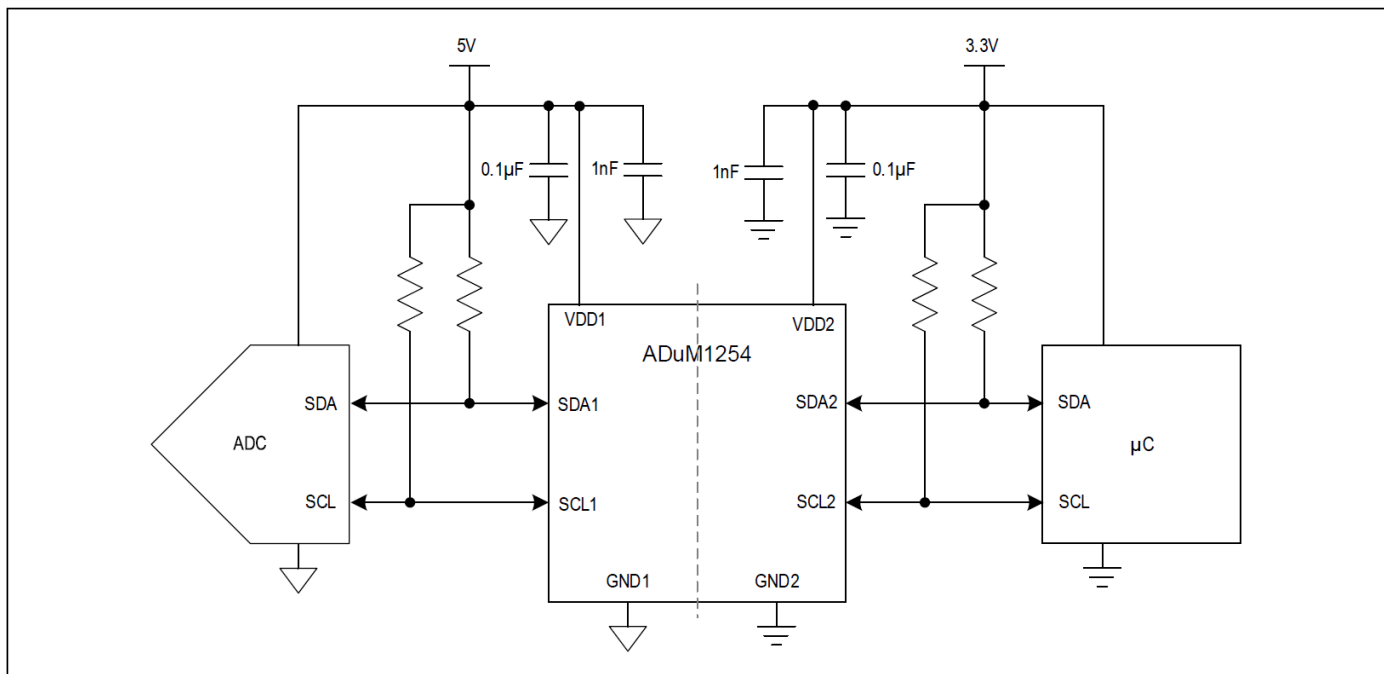 5V
3.3V
0.1µF
1nF
1nF
0.1µF
VDD1
VDD2
ADuM1254
SDA
SDA1
SDA2
SDA
ADC
µC
SCL
SCL1
SCL2
SCL
GND1
GND2